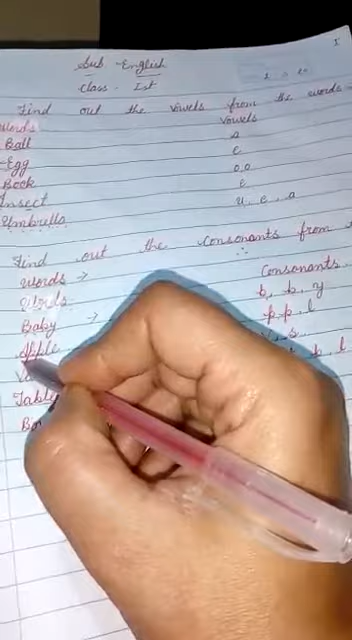 Sub - English
Class - Ist
Find out the vowels from the words -
Words Vowels
Ball a
Egg e
Book o o
Insect e
Umbrella u, e, a
Find out the consonants from
Words → Consonants
Words
Baby → b, b, y
Apple p, p, l
Table b, l